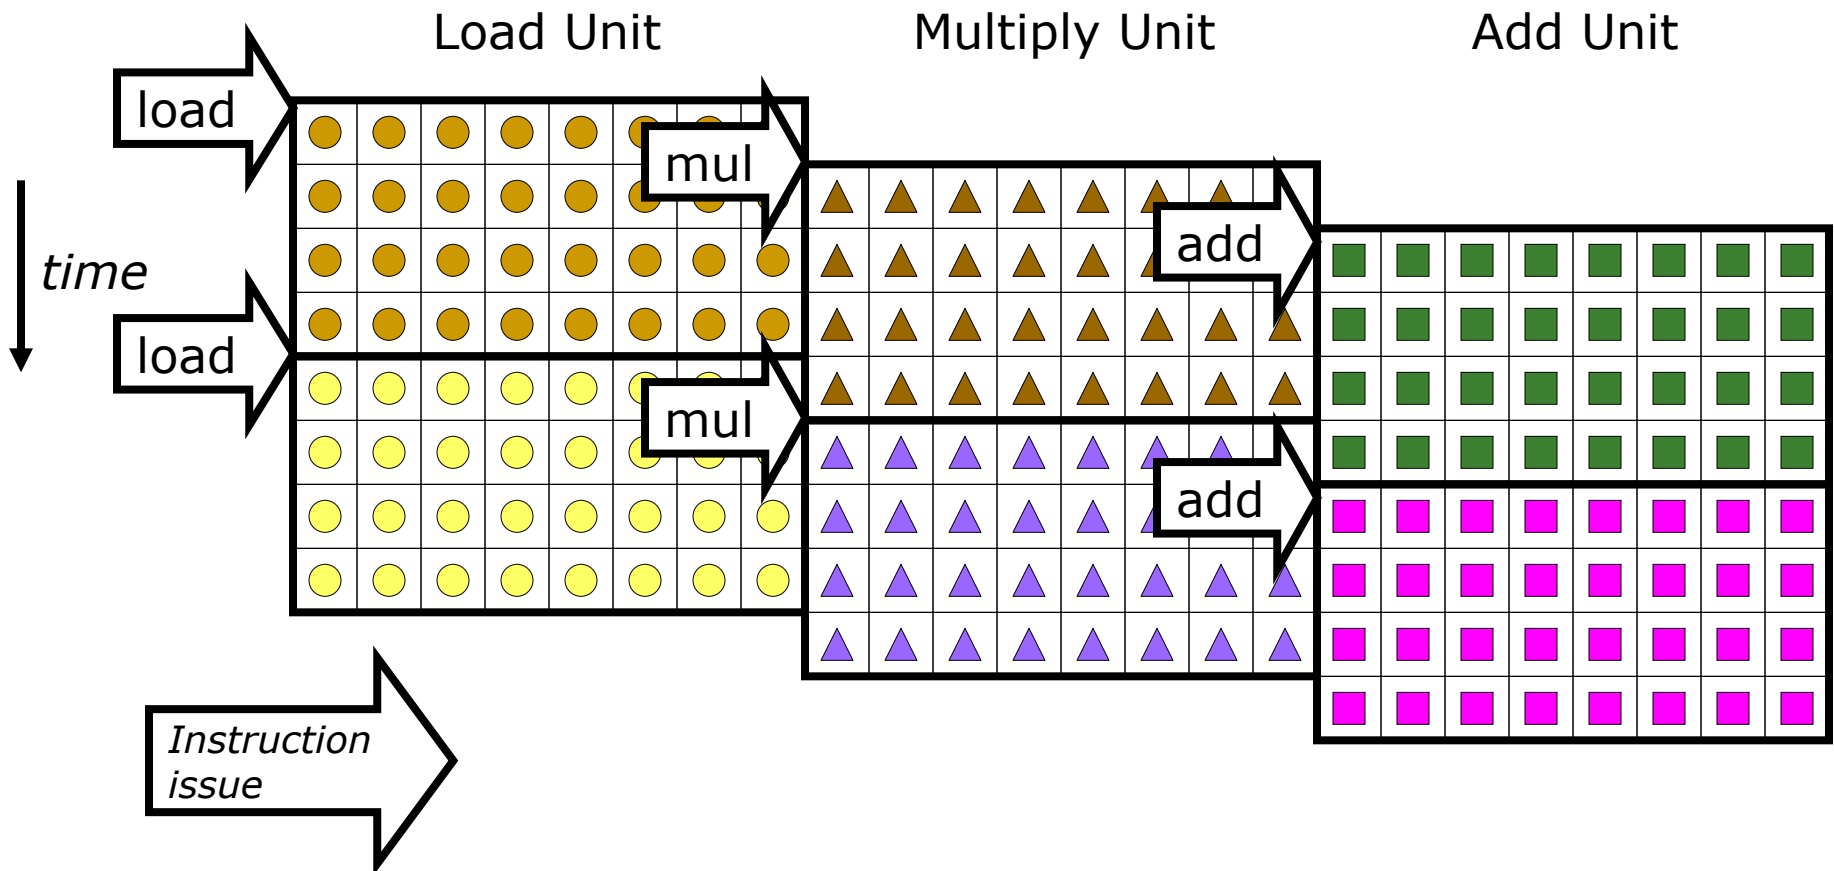 Load Unit
Multiply Unit
Add Unit
load
mul
add
time
load
mul
add
Instruction
issue